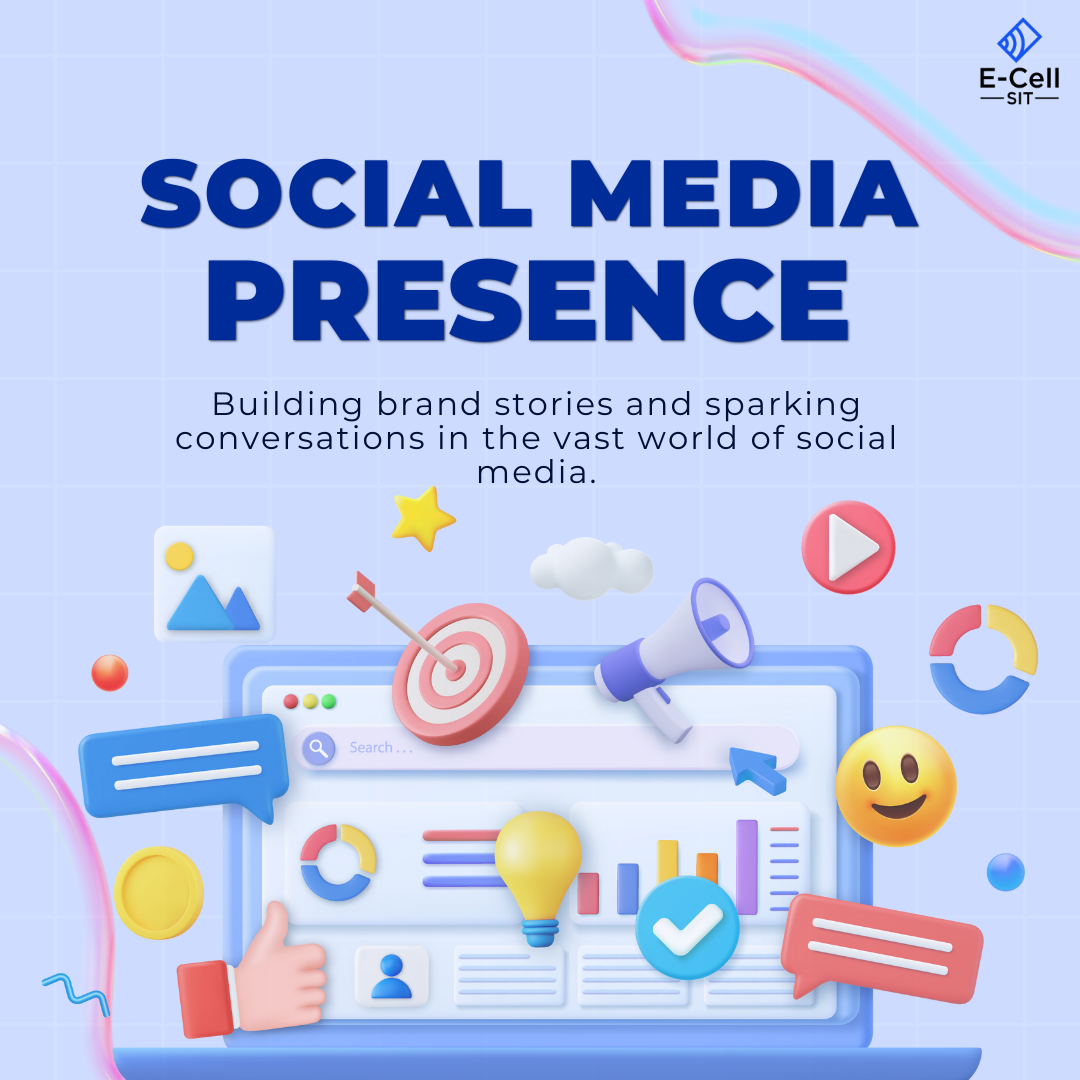 E-Cell
SIT
SOCIAL MEDIA
PRESENCE
Building brand stories and sparking
conversations in the vast world of social
media.
Search . . .